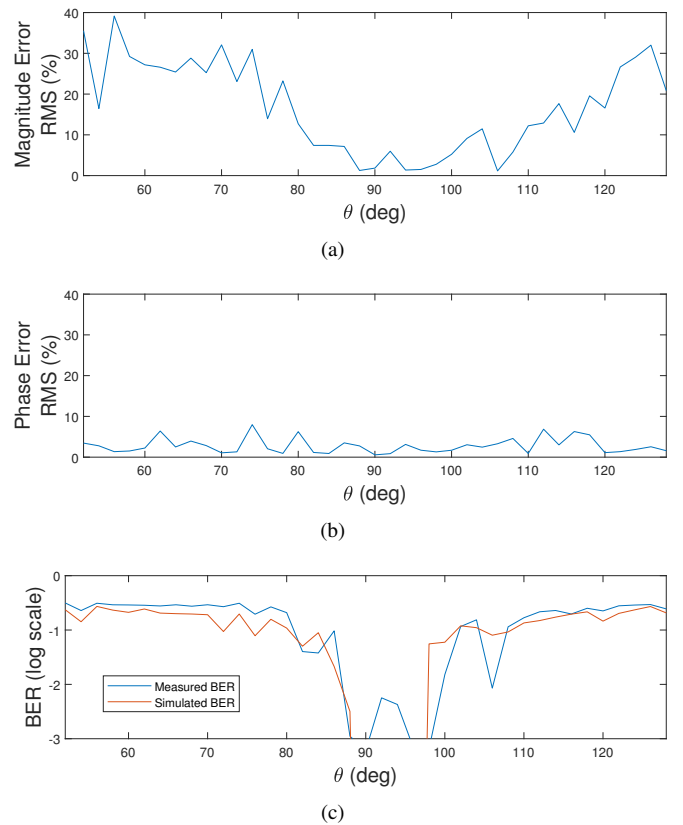 Magnitude Error
RMS (%)
40
30
20
10
0
60 70 80 90 100 110 120
θ (deg)
(a)
Phase Error
RMS (%)
40
30
20
10
0
60 70 80 90 100 110 120
θ (deg)
(b)
BER (log scale)
-0
-1
-2
-3
Measured BER
Simulated BER
60 70 80 90 100 110 120
θ (deg)
(c)